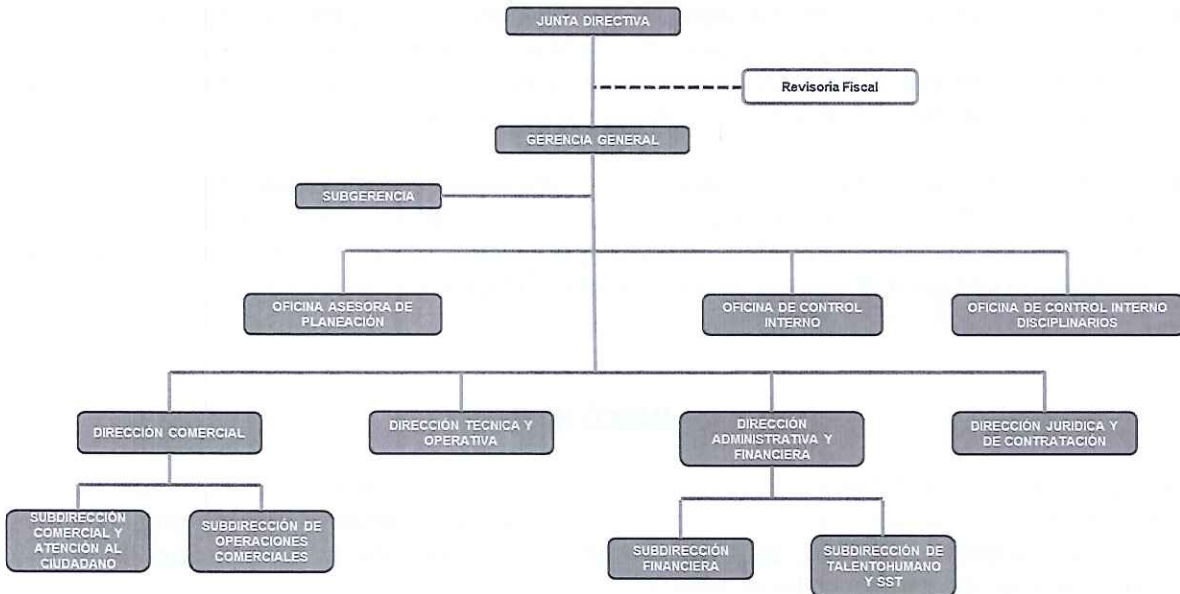 JUNTA DIRECTIVA
Revisoria Fiscal
GERENCIA GENERAL
SUBGERENCIA
OFICINA ASESORA DE
PLANEACIÓN
OFICINA DE CONTROL
INTERNO
OFICINA DE CONTROL INTERNO
DISCIPLINARIOS
DIRECCIÓN COMERCIAL
DIRECCIÓN TECNICA Y
OPERATIVA
DIRECCIÓN
ADMINISTRATIVA Y
FINANCIERA
DIRECCIÓN JURIDICA Y
DE CONTRATACIÓN
SUBDIRECCIÓN
COMERCIAL Y
ATENCIÓN AL
CIUDADANO
SUBDIRECCIÓN DE
OPERACIONES
COMERCIALES
SUBDIRECCIÓN
FINANCIERA
SUBDIRECCIÓN DE
TALENTOHUMANO
Y SST